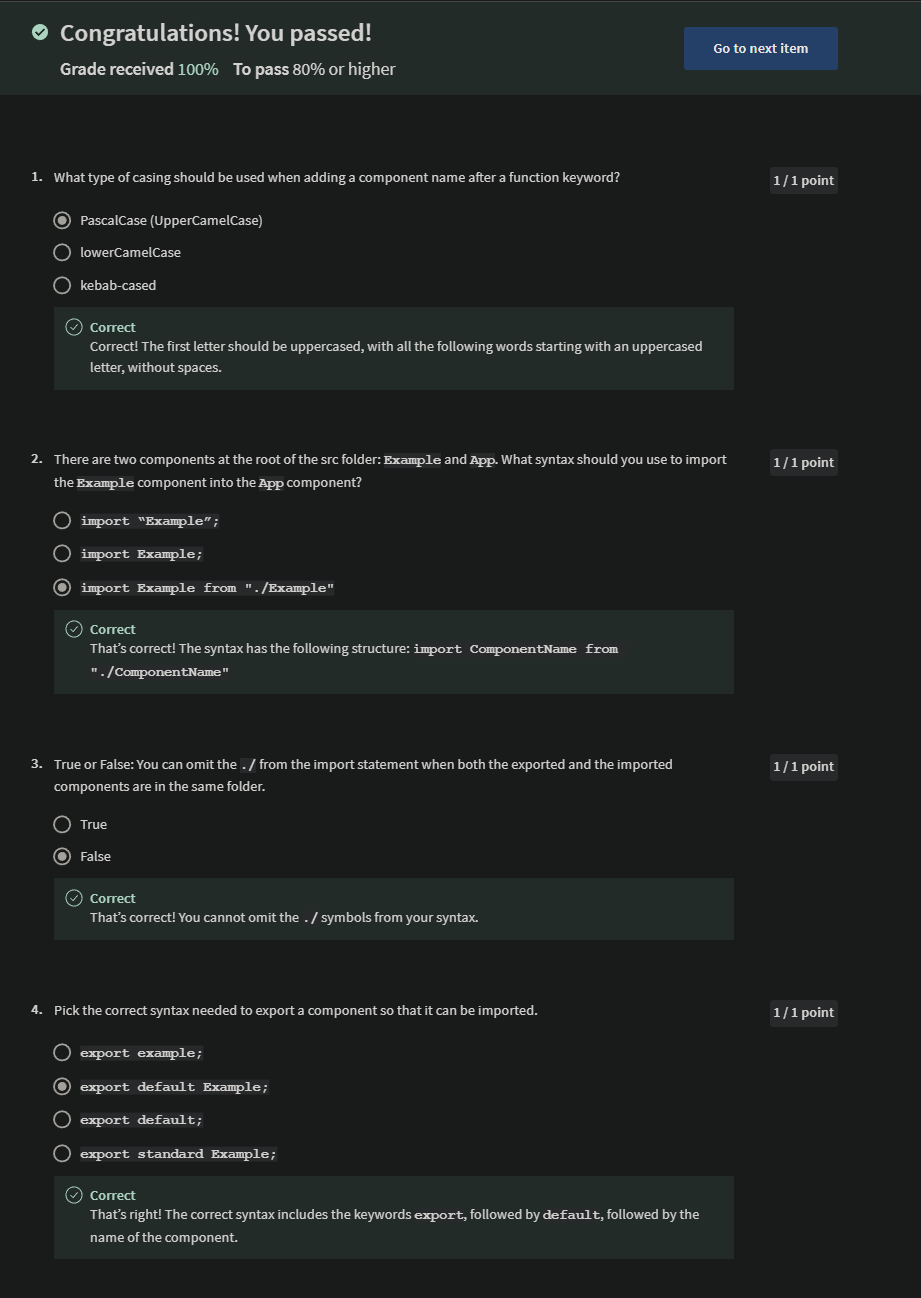 Congratulations! You passed!
Go to next item
Grade received 100% To pass 80% or higher
1. What type of casing should be used when adding a component name after a function keyword?
1 / 1 point
PascalCase (UpperCamelCase)
lowerCamelCase
kebab-cased
Correct
Correct! The first letter should be uppercased, with all the following words starting with an uppercased
letter, without spaces.
2. There are two components at the root of the src folder: Example and App. What syntax should you use to import
the Example component into the App component?
1 / 1 point
import “Example”;
import Example;
import Example from "./Example"
Correct
That’s correct! The syntax has the following structure: import ComponentName from
"./ComponentName"
3. True or False: You can omit the ./ from the import statement when both the exported and the imported
components are in the same folder.
1 / 1 point
True
False
Correct
That’s correct! You cannot omit the ./ symbols from your syntax.
4. Pick the correct syntax needed to export a component so that it can be imported.
1 / 1 point
export example;
export default Example;
export default;
export standard Example;
Correct
That’s right! The correct syntax includes the keywords export, followed by default, followed by the
name of the component.